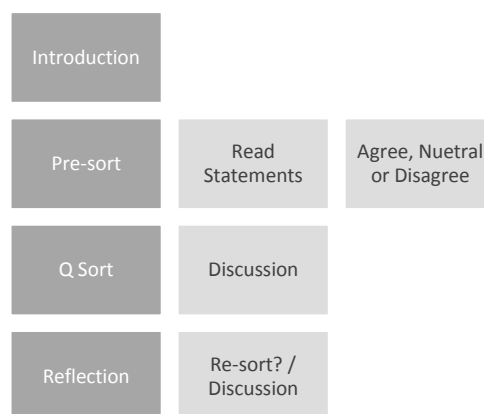 Introduction
Pre-sort
Read
Statements
Agree, Nuetral
or Disagree
Q Sort
Discussion
Reflection
Re-sort? /
Discussion